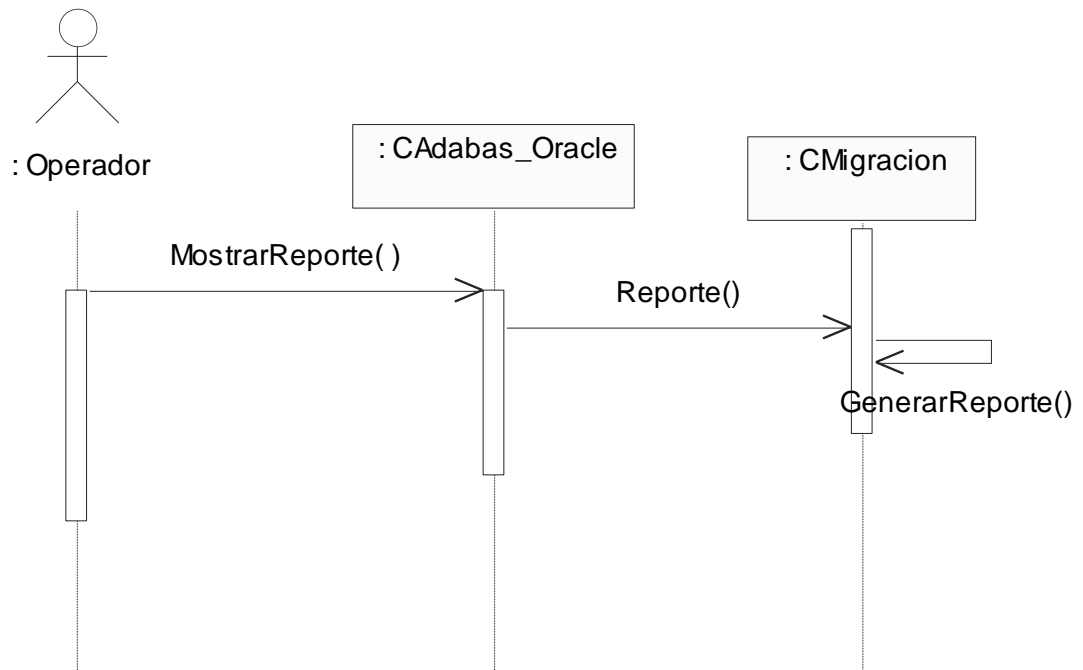 : Operador
: CAdabas_Oracle
: CMigracion
MostrarReporte( )
Reporte()
GenerarReporte()